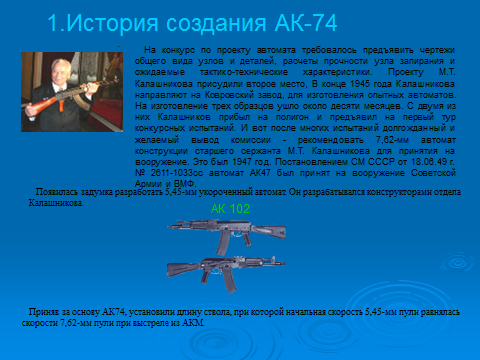 1.История создания АК-74
На конкурс по проекту автомата требовалось предъявить чертежи
общего вида узлов и деталей, расчеты прочности узла запирания и
ожидаемые тактико-технические характеристики. Проекту М.Т.
Калашникова присудили второе место, В конце 1945 года Калашникова
направляют на Ковровский завод, для изготовления опытных автоматов.
На изготовление трех образцов ушло около десяти месяцев. С двумя из
них Калашников прибыл на полигон и предъявил на первый тур
конкурсных испытаний. И вот после многих испытаний долгожданный и
желаемый вывод комиссии - рекомендовать 7,62-мм автомат
конструкции старшего сержанта М.Т. Калашникова для принятия на
вооружение. Это был 1947 год. Постановлением СМ СССР от 18.06.49 г.
№ 2611-1033сс автомат АК47 был принят на вооружение Советской
Армии и ВМФ.
Появилась задумка разработать 5,45-мм укороченный автомат. Он разрабатывался конструкторами отдела
Калашникова.
АК 102
Приняв за основу АК74, установили длину ствола, при которой начальная скорость 5,45-мм пули равнялась
скорости 7,62-мм пули при выстреле из АКМ.